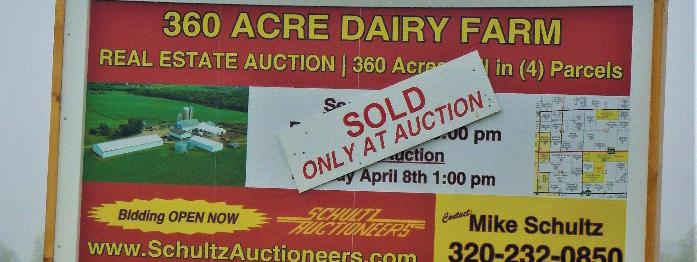 360 ACRE DAIRY FARM
REAL ESTATE AUCTION | 360 Acres in (4) Parcels
SOLD
ONLY AT AUCTION
00 pm
uction
y April 8th 1:00 pm
Bidding OPEN NOW
SCHULTZ
AUCTIONEERS
www.SchultzAuctioneers.com
Contact:
Mike Schultz
320-232-0850